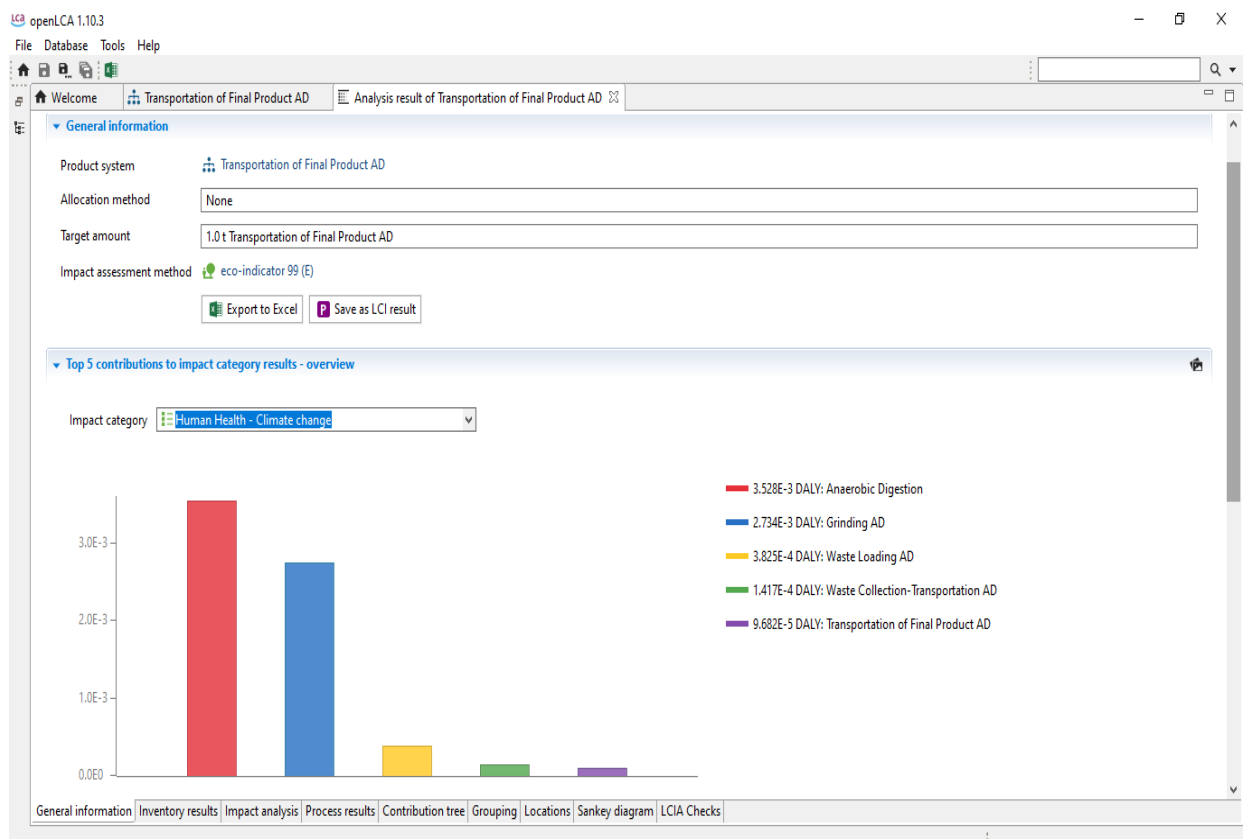 openLCA 1.10.3
File Database Tools Help
Welcome Transportation of Final Product AD Analysis result of Transportation of Final Product AD
General information
Product system Transportation of Final Product AD
Allocation method None
Target amount 1.0 t Transportation of Final Product AD
Impact assessment method eco-indicator 99 (E)
Export to Excel Save as LCI result
Top 5 contributions to impact category results - overview
Impact category Human Health - Climate change
3.528E-3 DALY: Anaerobic Digestion
2.734E-3 DALY: Grinding AD
3.825E-4 DALY: Waste Loading AD
1.417E-4 DALY: Waste Collection-Transportation AD
9.682E-5 DALY: Transportation of Final Product AD
3.0E-3
2.0E-3
1.0E-3
0.0E0
General information Inventory results Impact analysis Process results Contribution tree Grouping Locations Sankey diagram LCIA Checks